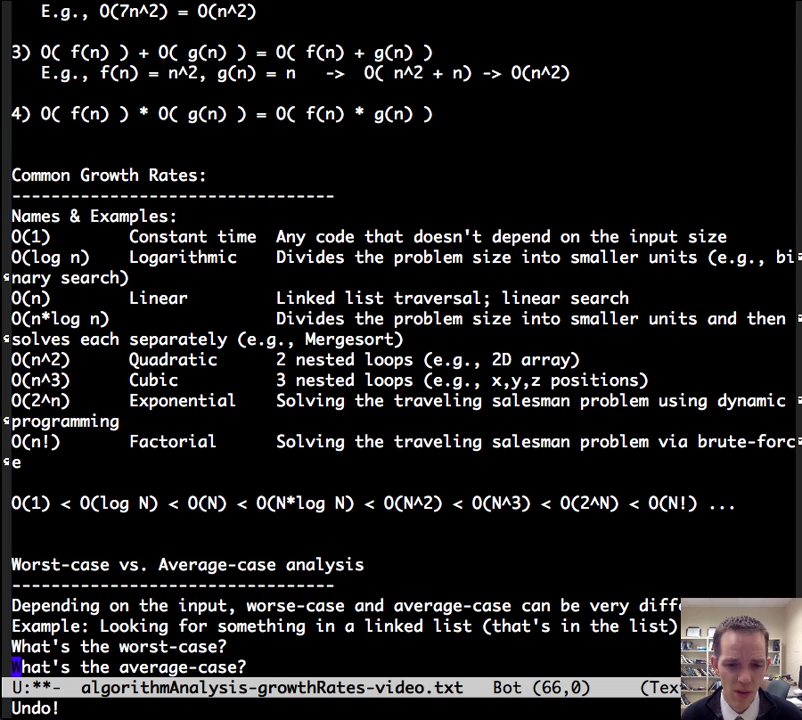 E.g., O(7n^2) = O(n^2)
3) O( f(n) ) + O( g(n) ) = O( f(n) + g(n) )
E.g., f(n) = n^2, g(n) = n -> O( n^2 + n) -> O(n^2)
4) O( f(n) ) * O( g(n) ) = O( f(n) * g(n) )
Common Growth Rates:
---------------------------------
Names & Examples:
O(1) Constant time Any code that doesn't depend on the input size
O(log n) Logarithmic Divides the problem size into smaller units (e.g., bi
nary search)
O(n) Linear Linked list traversal; linear search
O(n*log n) Divides the problem size into smaller units and then
solves each separately (e.g., Mergesort)
O(n^2) Quadratic 2 nested loops (e.g., 2D array)
O(n^3) Cubic 3 nested loops (e.g., x,y,z positions)
O(2^n) Exponential Solving the traveling salesman problem using dynamic
programming
O(n!) Factorial Solving the traveling salesman problem via brute-forc
e
O(1) < O(log N) < O(N) < O(N*log N) < O(N^2) < O(N^3) < O(2^N) < O(N!) ...
Worst-case vs. Average-case analysis
---------------------------------
Depending on the input, worse-case and average-case can be very diff
Example: Looking for something in a linked list (that's in the list)
What's the worst-case?
What's the average-case?
U:**- algorithmAnalysis-growthRates-video.txt Bot (66,0) (Tex
Undo!